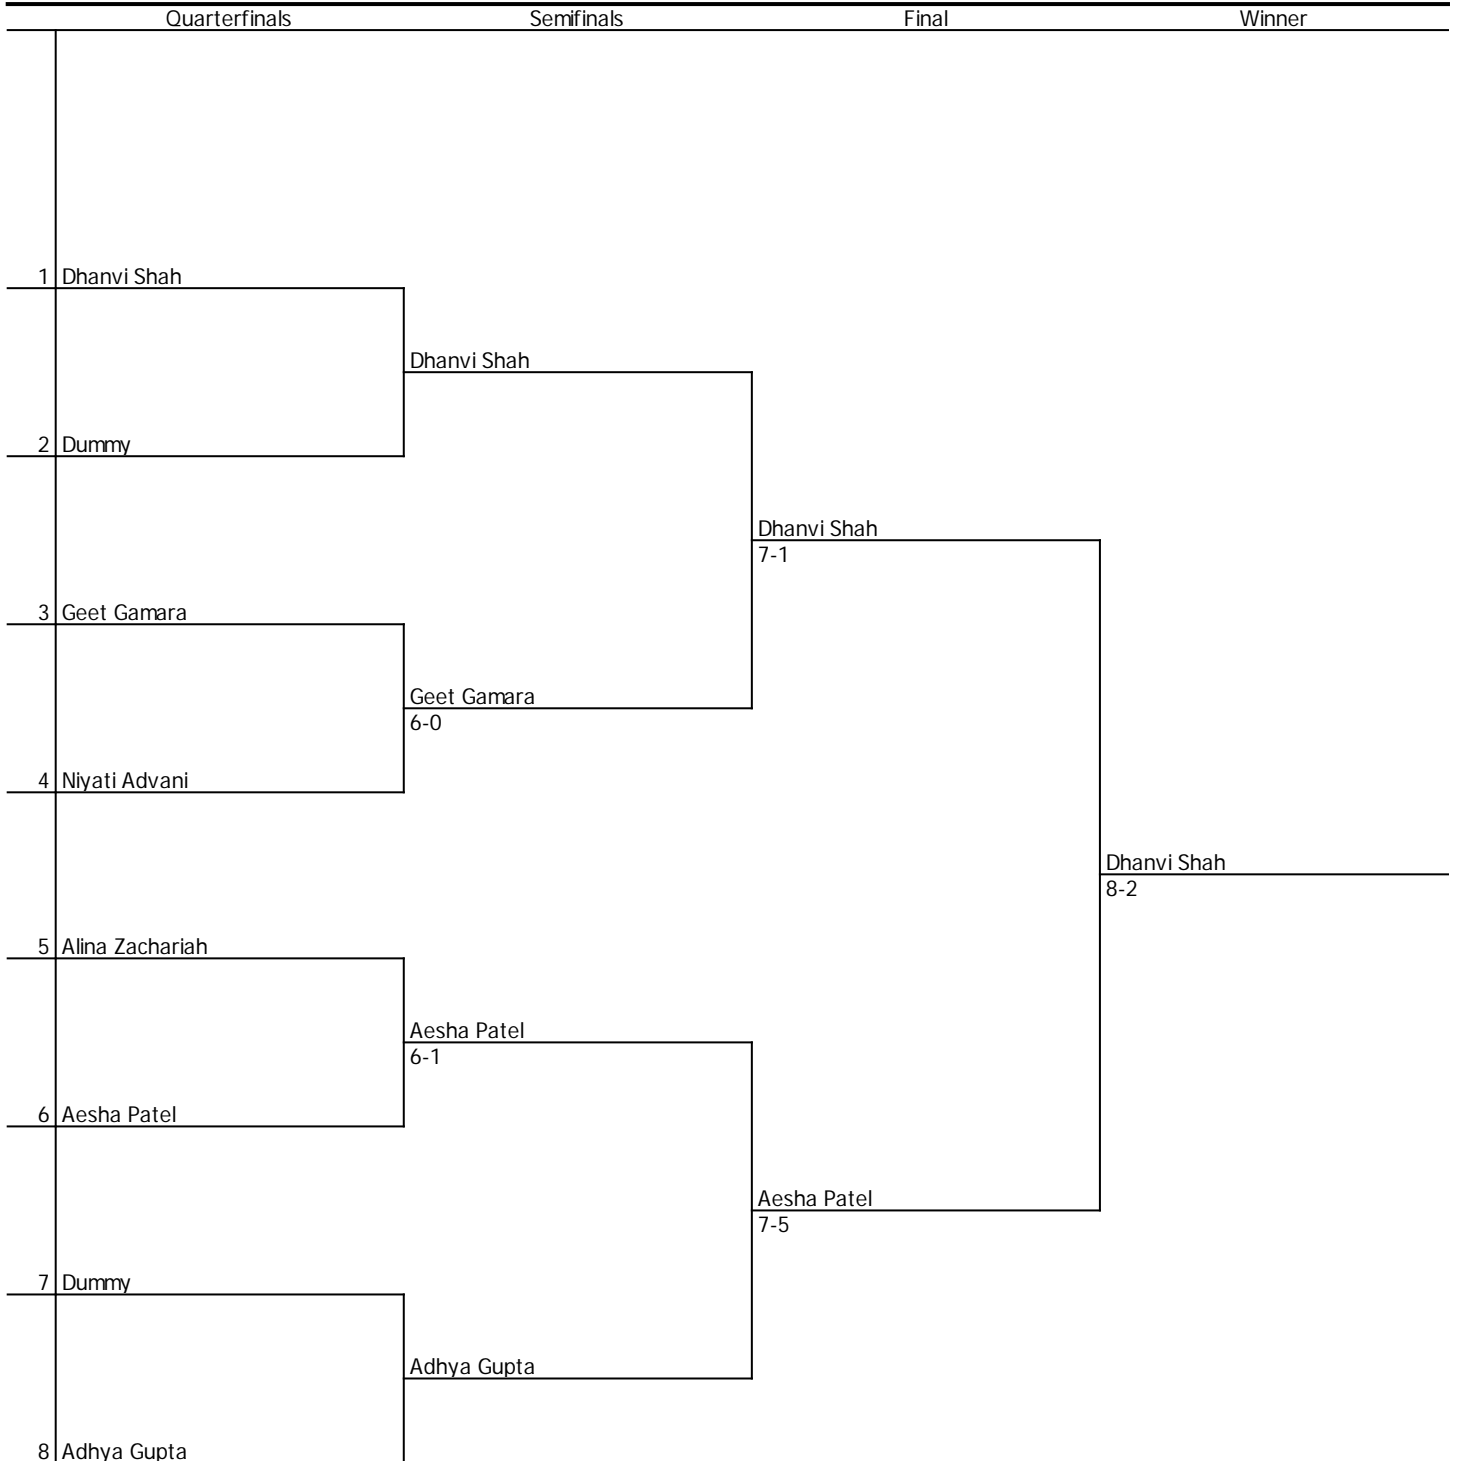 Quarterfinals Semifinals Final Winner
1 Dhanvi Shah
Dhanvi Shah
2 Dummy
Dhanvi Shah
7-1
3 Geet Gamara
Geet Gamara
6-0
4 Niyati Advani
Dhanvi Shah
8-2
5 Alina Zachariah
Aesha Patel
6-1
6 Aesha Patel
Aesha Patel
7-5
7 Dummy
Adhya Gupta
8 Adhya Gupta